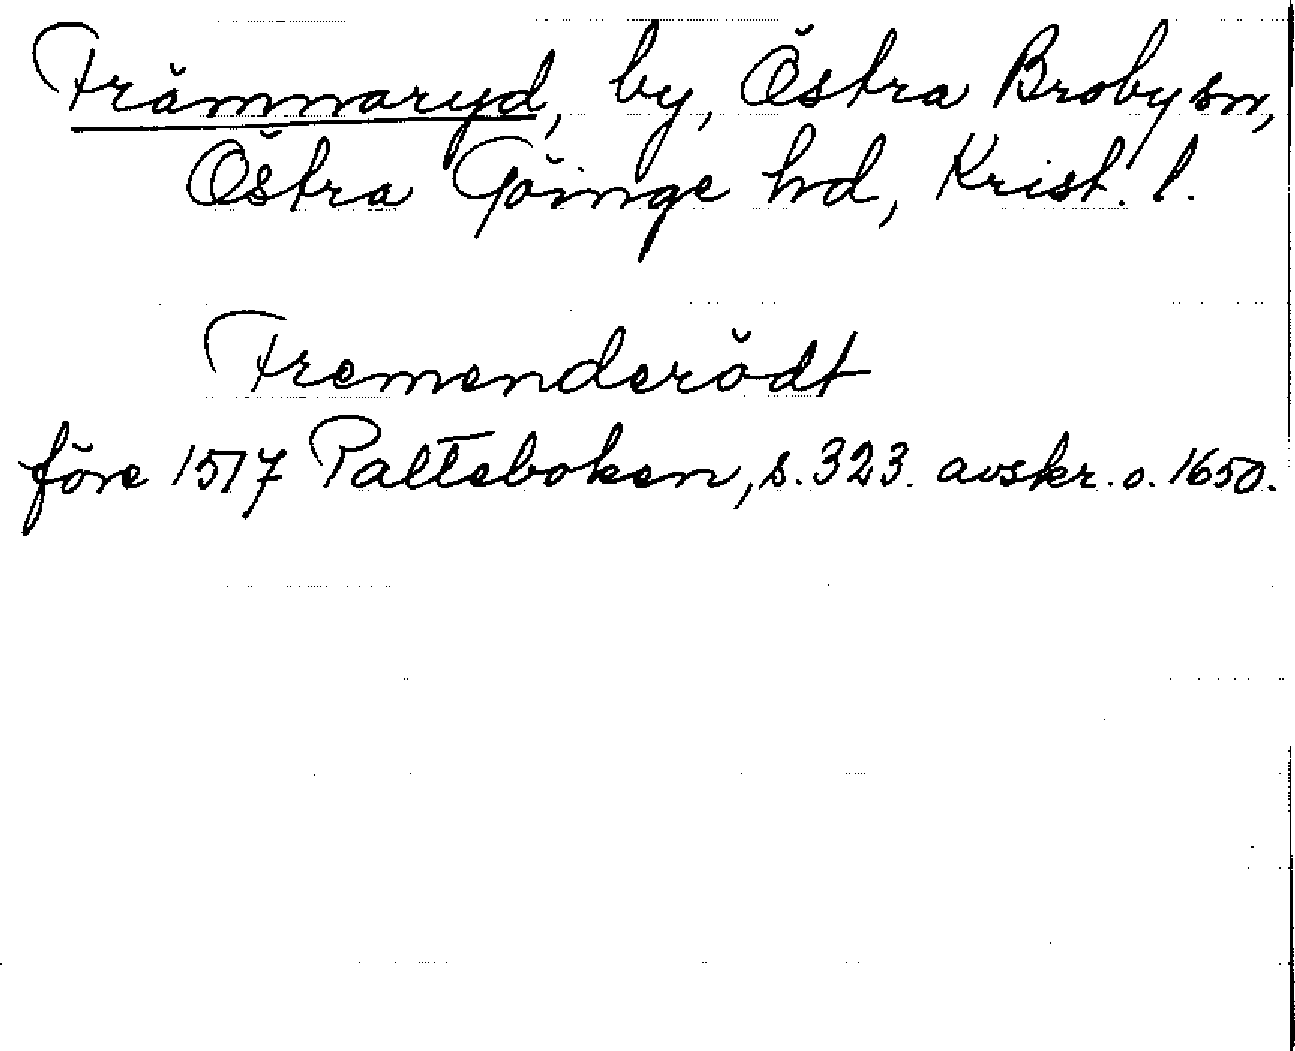 Främmaryd, by, Östra Broby sn,
Östra Göinge hd, Krist. l.
Fremenderödt
före 1517 Palteboken, s. 323. avskr. o. 1650.